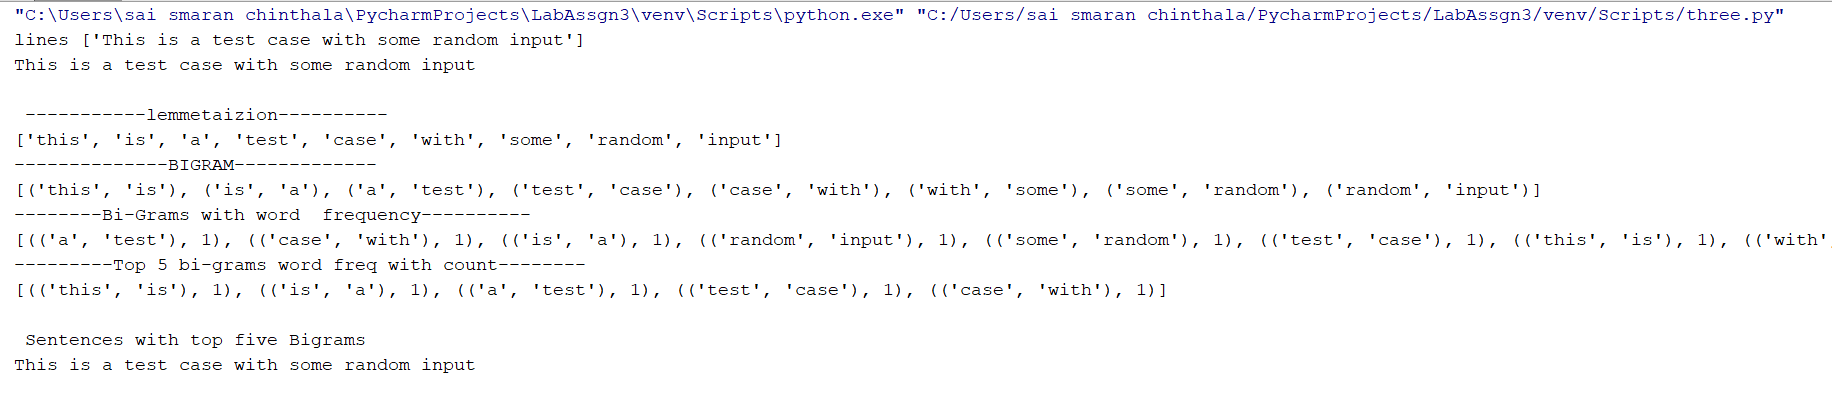 "C:\Users\sai smaran chinthala\PycharmProjects\LabAssgn3\venv\Scripts\python.exe" "C:/Users/sai smaran chinthala/PycharmProjects/LabAssgn3/venv/Scripts/three.py"
lines ['This is a test case with some random input']
This is a test case with some random input
-----------lemmetaizion----------
['this', 'is', 'a', 'test', 'case', 'with', 'some', 'random', 'input']
--------------BIGRAM-------------
[('this', 'is'), ('is', 'a'), ('a', 'test'), ('test', 'case'), ('case', 'with'), ('with', 'some'), ('some', 'random'), ('random', 'input')]
--------Bi-Grams with word  frequency----------
[(('a', 'test'), 1), (('case', 'with'), 1), (('is', 'a'), 1), (('random', 'input'), 1), (('some', 'random'), 1), (('test', 'case'), 1), (('this', 'is'), 1), (('with'
---------Top 5 bi-grams word freq with count--------
[(('this', 'is'), 1), (('is', 'a'), 1), (('a', 'test'), 1), (('test', 'case'), 1), (('case', 'with'), 1)]
Sentences with top five Bigrams
This is a test case with some random input